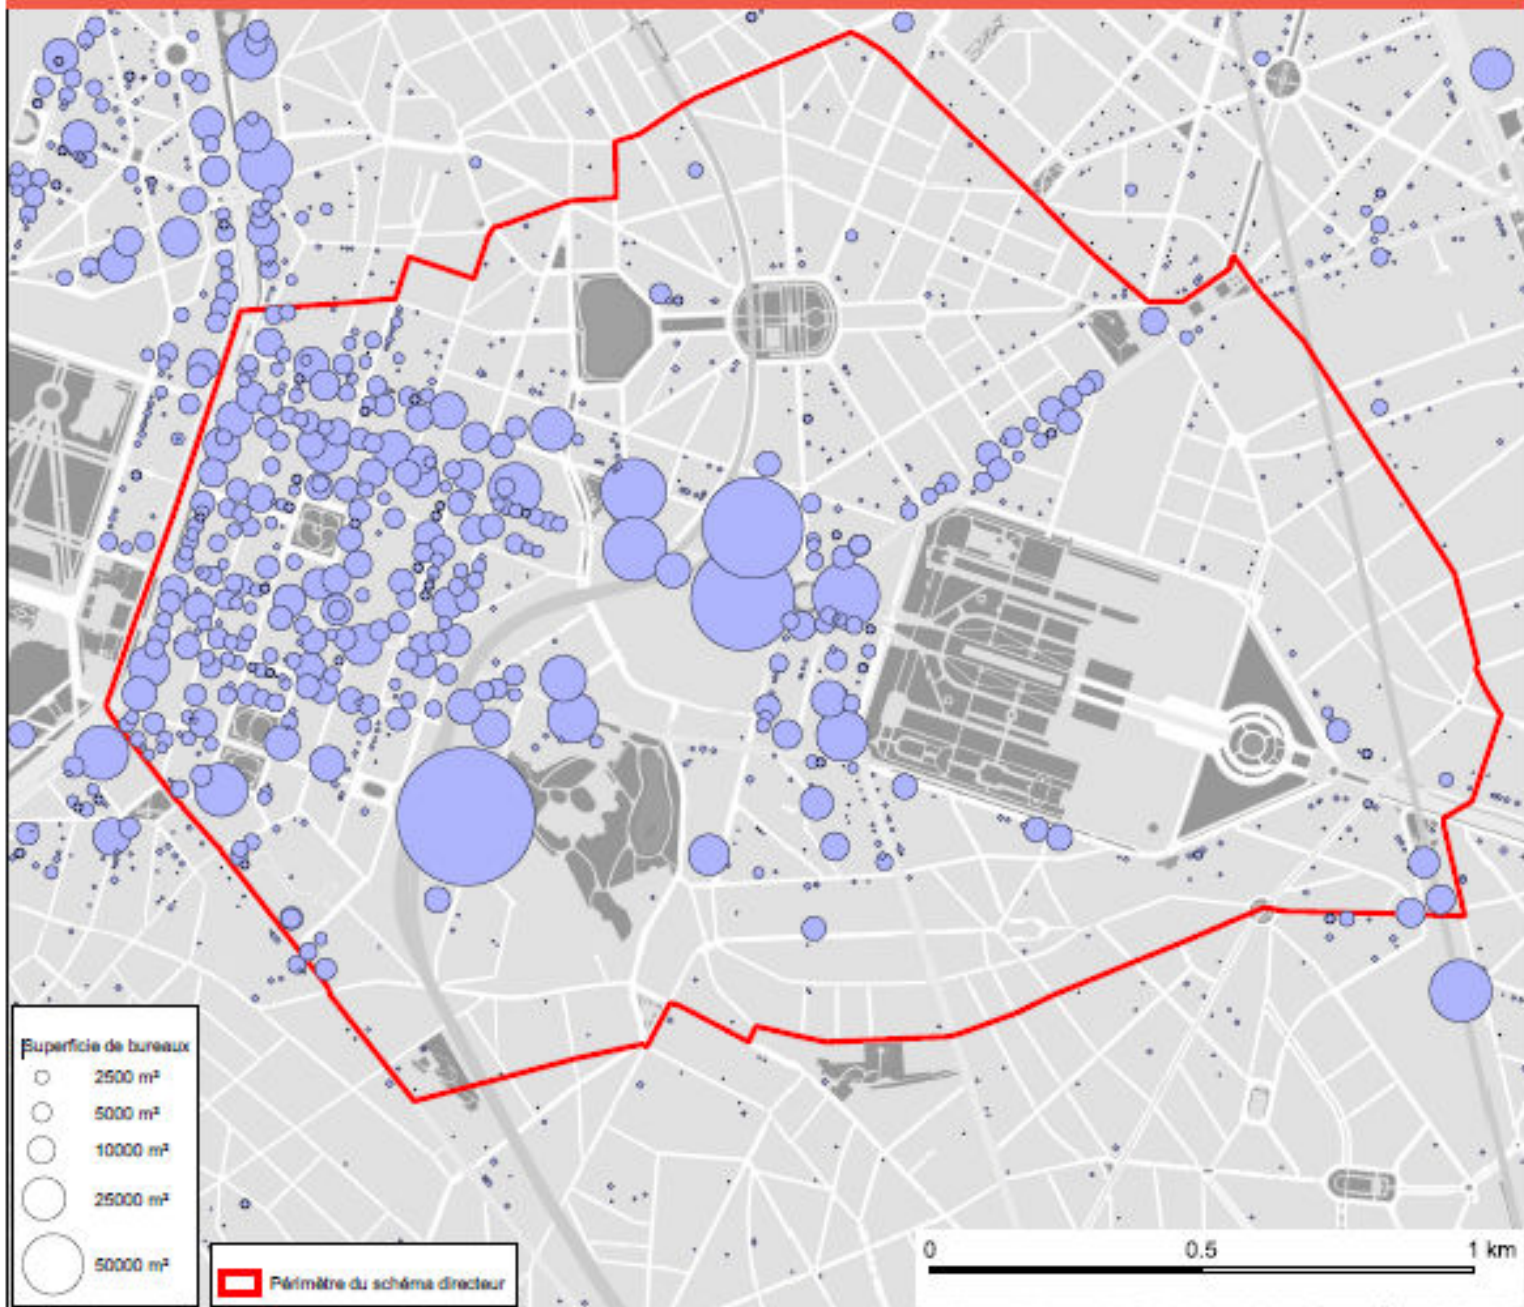 Superficie de bureaux
2500 m²
5000 m²
10000 m²
25000 m²
50000 m²
Périmètre du schéma directeur
0 0.5 1 km